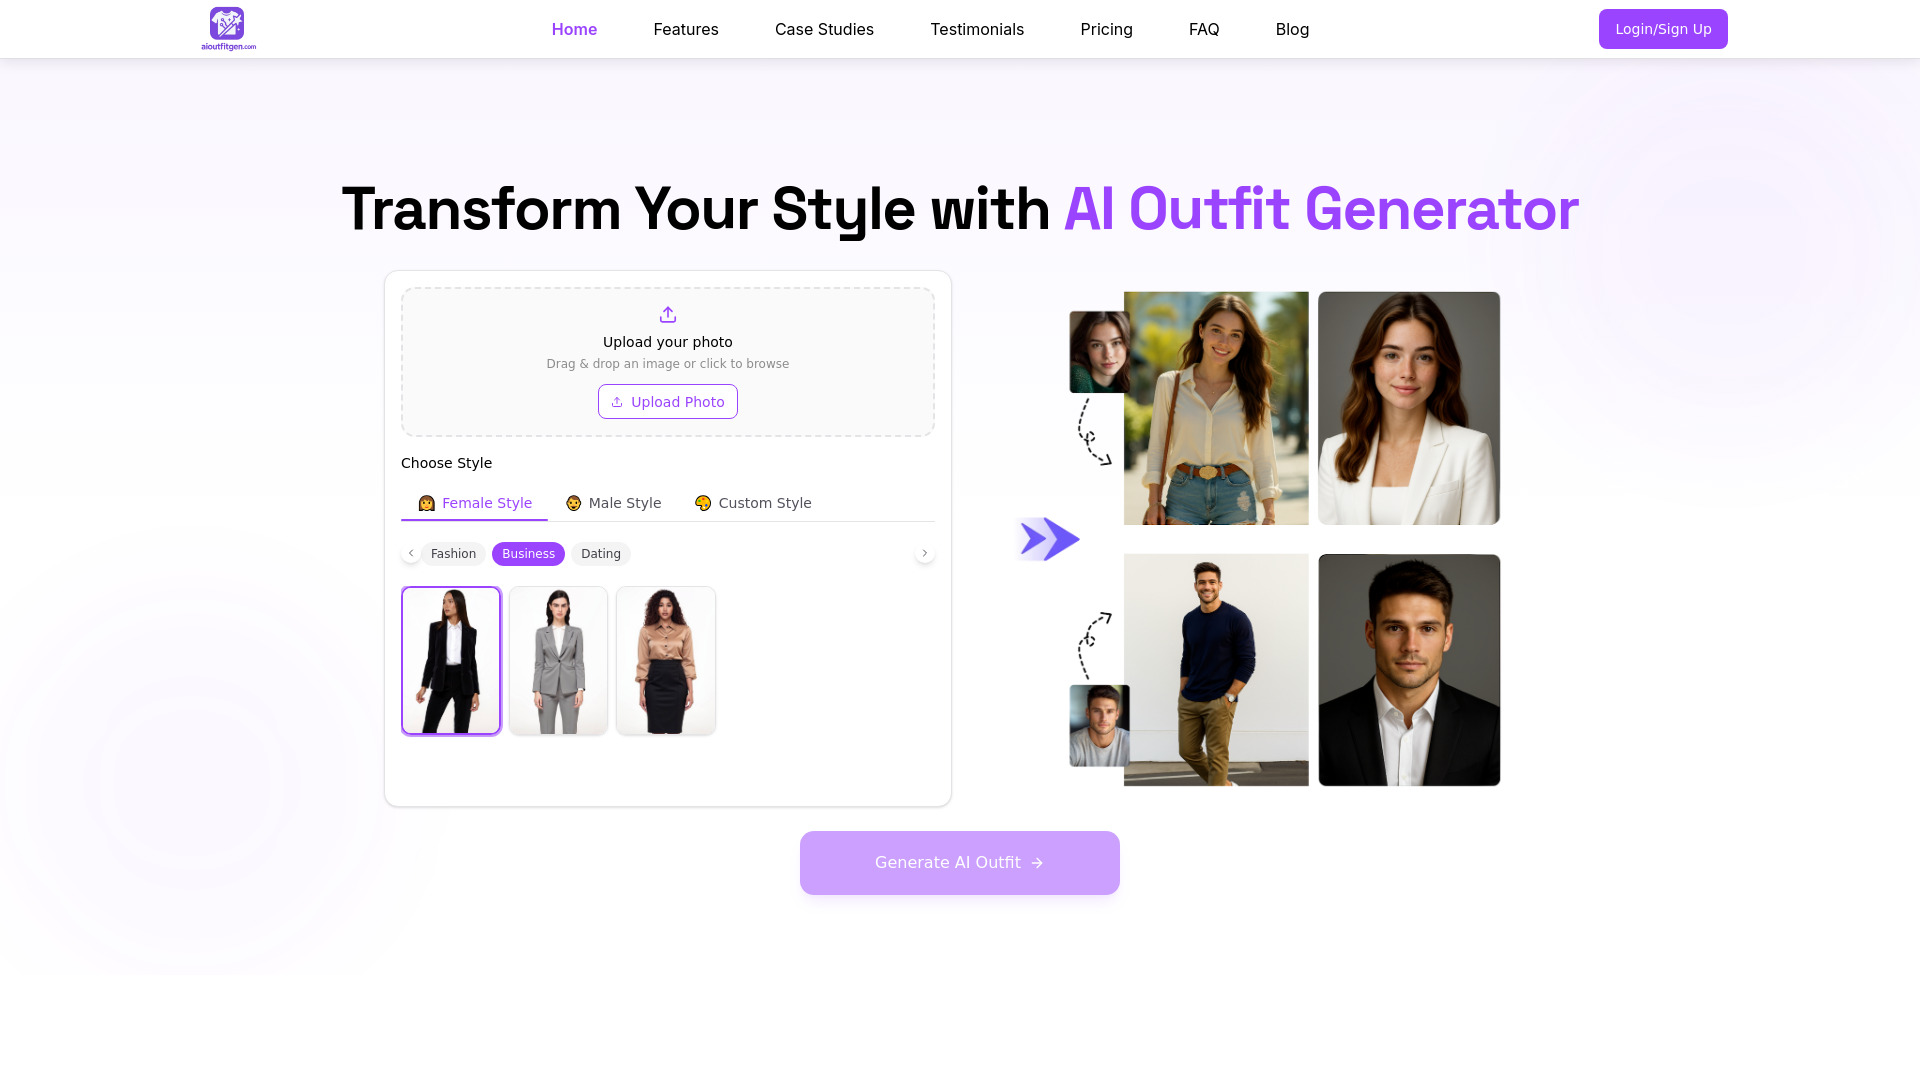 aioutfitgen.com
Home
Features
Case Studies
Testimonials
Pricing
FAQ
Blog
Login/Sign Up
Transform Your Style with AI Outfit Generator
Upload your photo
Drag & drop an image or click to browse
Upload Photo
Choose Style
Female Style
Male Style
Custom Style
Fashion
Business
Dating
Generate AI Outfit